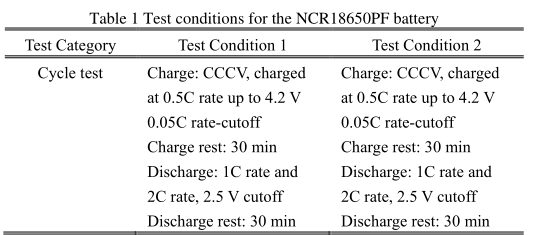 Table 1 Test conditions for the NCR18650PF battery
Test Category Test Condition 1 Test Condition 2
Cycle test Charge: CCCV, charged Charge: CCCV, charged
at 0.5C rate up to 4.2 V at 0.5C rate up to 4.2 V
0.05C rate-cutoff 0.05C rate-cutoff
Charge rest: 30 min Charge rest: 30 min
Discharge: 1C rate and Discharge: 1C rate and
2C rate, 2.5 V cutoff 2C rate, 2.5 V cutoff
Discharge rest: 30 min Discharge rest: 30 min